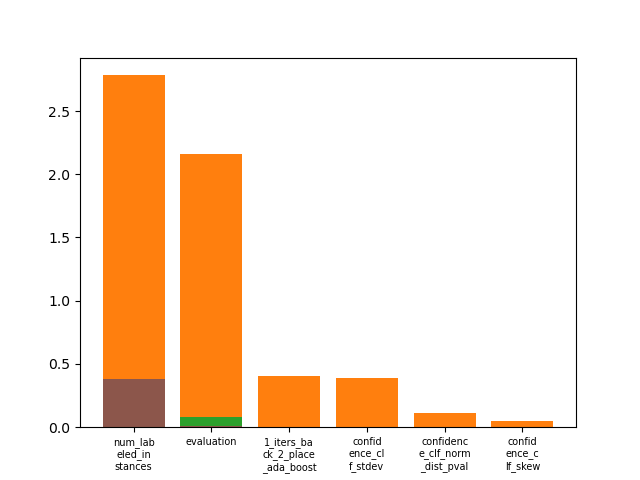 2.5
2.0
1.5
1.0
0.5
0.0
num_lab
eled_in
stances
evaluation
1_iters_ba
ck_2_place
_ada_boost
confid
ence_cl
f_stdev
confidenc
e_clf_norm
_dist_pval
confid
ence_c
lf_skew